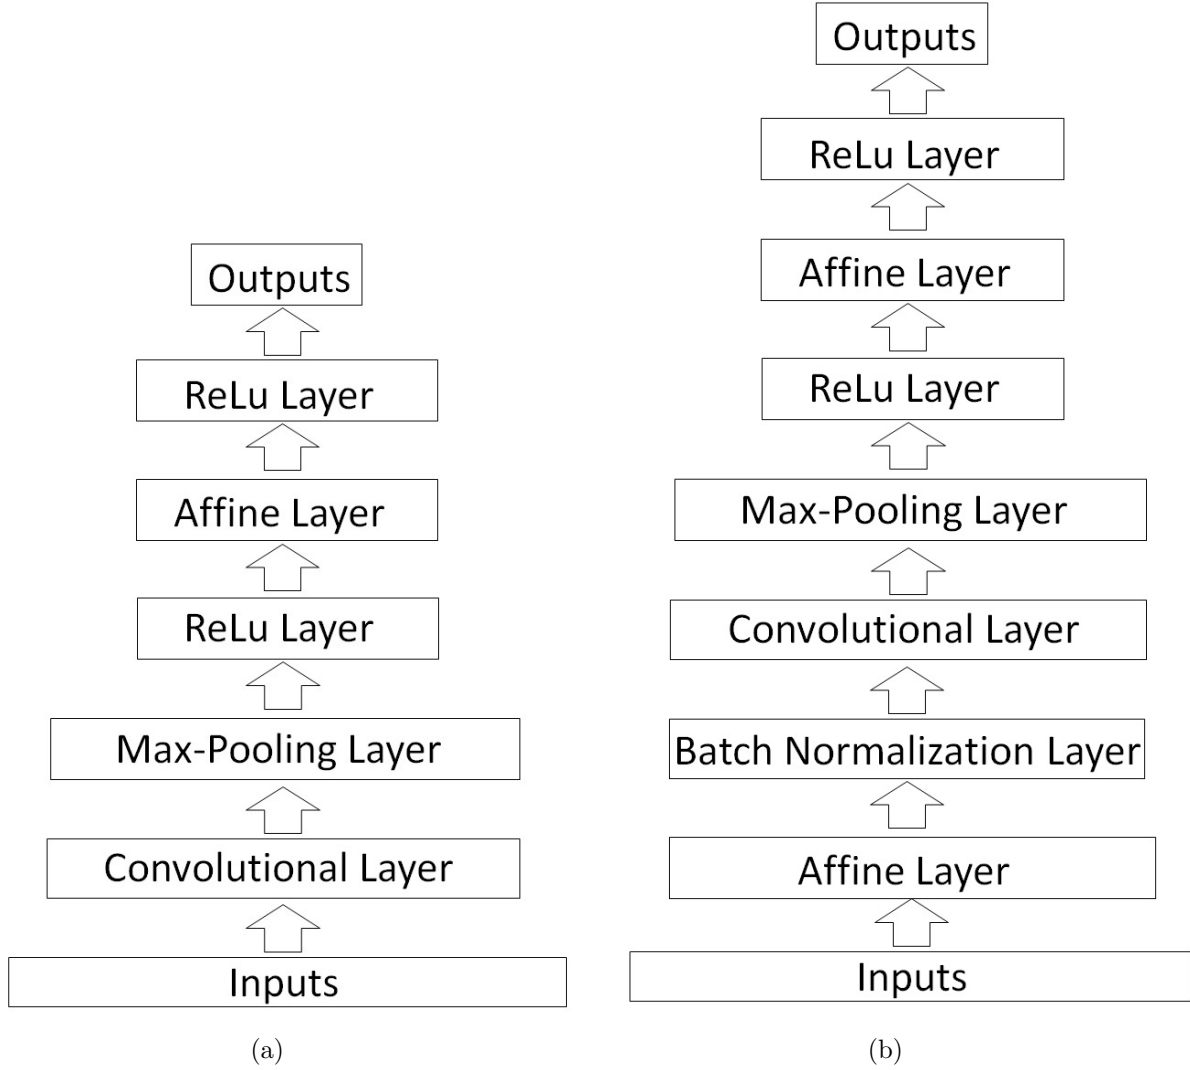 Outputs
ReLu Layer
Affine Layer
ReLu Layer
Max-Pooling Layer
Convolutional Layer
Inputs
(a)
Outputs
ReLu Layer
Affine Layer
ReLu Layer
Max-Pooling Layer
Convolutional Layer
Batch Normalization Layer
Affine Layer
Inputs
(b)